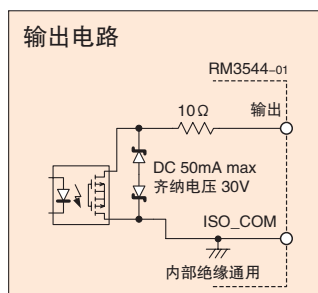 输出电路
RM3544-01
10Ω
输出
DC 50mA max
齐纳电压 30V
ISO_COM
内部绝缘通用